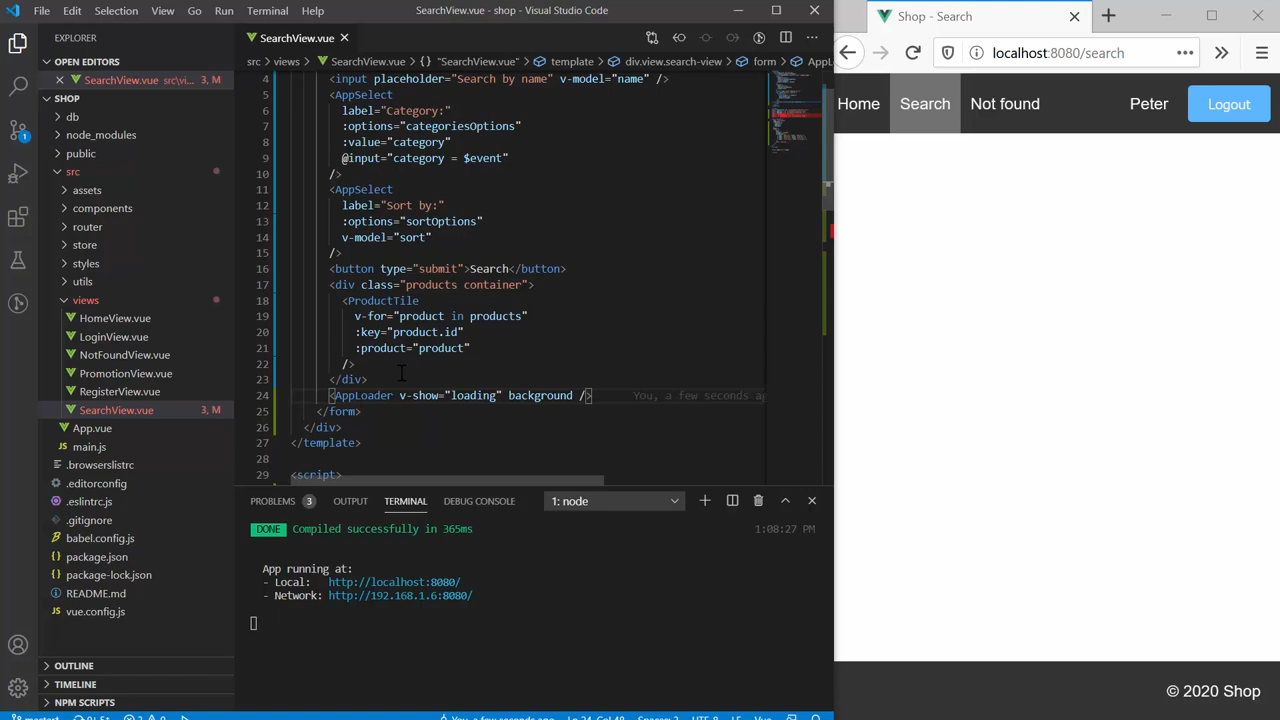 File Edit Selection View Go Run Terminal Help SearchView.vue - shop - Visual Studio Code
EXPLORER
OPEN EDITORS
SearchView.vue src\vi... 3, M
SHOP
db
node_modules
public
src
assets
components
router
store
styles
utils
views
HomeView.vue
LoginView.vue
NotFoundView.vue
PromotionView.vue
RegisterView.vue
SearchView.vue 3, M
App.vue
main.js
.browserslistrc
.editorconfig
.eslintrc.js
.gitignore
babel.config.js
package.json
package-lock.json
README.md
vue.config.js
OUTLINE
TIMELINE
NPM SCRIPTS
1
SearchView.vue
src > views > SearchView.vue > {} "SearchView.vue" > template > div.view.search-view > form > AppL
4 <input placeholder="Search by name" v-model="name" />
5 <AppSelect
6 label="Category:"
7 :options="categoriesOptions"
8 :value="category"
9 @input="category = $event"
10 />
11 <AppSelect
12 label="Sort by:"
13 :options="sortOptions"
14 v-model="sort"
15 />
16 <button type="submit">Search</button>
17 <div class="products container">
18 <ProductTile
19 v-for="product in products"
20 :key="product.id"
21 :product="product"
22 />
23 </div>
24 <AppLoader v-show="loading" background /> You, a few seconds ag
25 </form>
26 </div>
27 </template>
28
29 <script>
PROBLEMS 3 OUTPUT TERMINAL DEBUG CONSOLE 1: node
DONE Compiled successfully in 365ms 1:08:27 PM
App running at:
- Local: http://localhost:8080/
- Network: http://192.168.1.6:8080/
Shop - Search
localhost:8080/search
Home Search Not found Peter Logout
© 2020 Shop